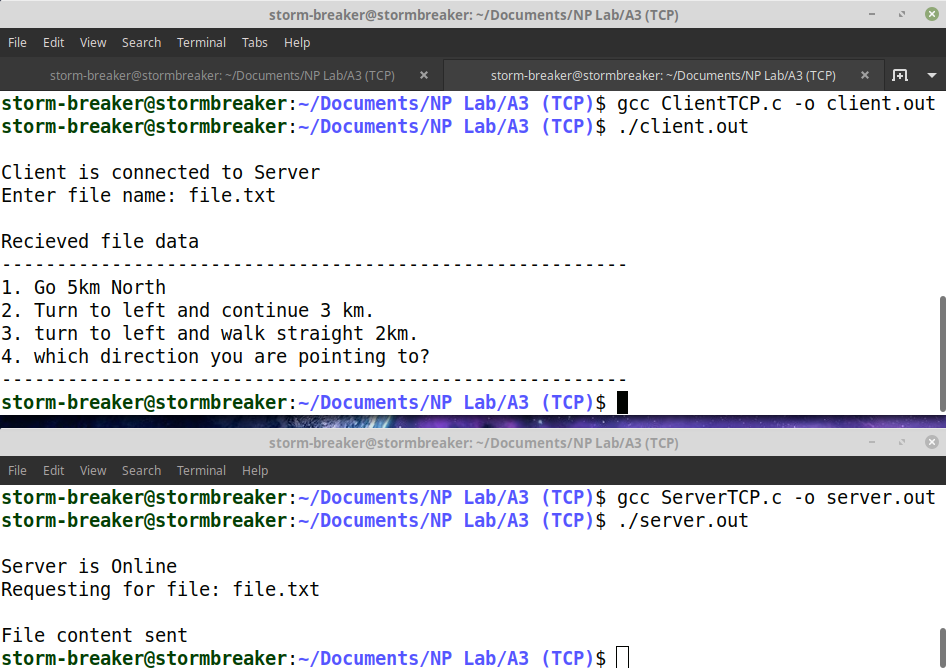 storm-breaker@stormbreaker: ~/Documents/NP Lab/A3 (TCP)
File Edit View Search Terminal Tabs Help
storm-breaker@stormbreaker: ~/Documents/NP Lab/A3 (TCP) storm-breaker@stormbreaker: ~/Documents/NP Lab/A3 (TCP)
storm-breaker@stormbreaker:~/Documents/NP Lab/A3 (TCP)$ gcc ClientTCP.c -o client.out
storm-breaker@stormbreaker:~/Documents/NP Lab/A3 (TCP)$ ./client.out
Client is connected to Server
Enter file name: file.txt
Recieved file data
---------------------------------------------------------
1. Go 5km North
2. Turn to left and continue 3 km.
3. turn to left and walk straight 2km.
4. which direction you are pointing to?
---------------------------------------------------------
storm-breaker@stormbreaker:~/Documents/NP Lab/A3 (TCP)$
storm-breaker@stormbreaker: ~/Documents/NP Lab/A3 (TCP)
File Edit View Search Terminal Help
storm-breaker@stormbreaker:~/Documents/NP Lab/A3 (TCP)$ gcc ServerTCP.c -o server.out
storm-breaker@stormbreaker:~/Documents/NP Lab/A3 (TCP)$ ./server.out
Server is Online
Requesting for file: file.txt
File content sent
storm-breaker@stormbreaker:~/Documents/NP Lab/A3 (TCP)$